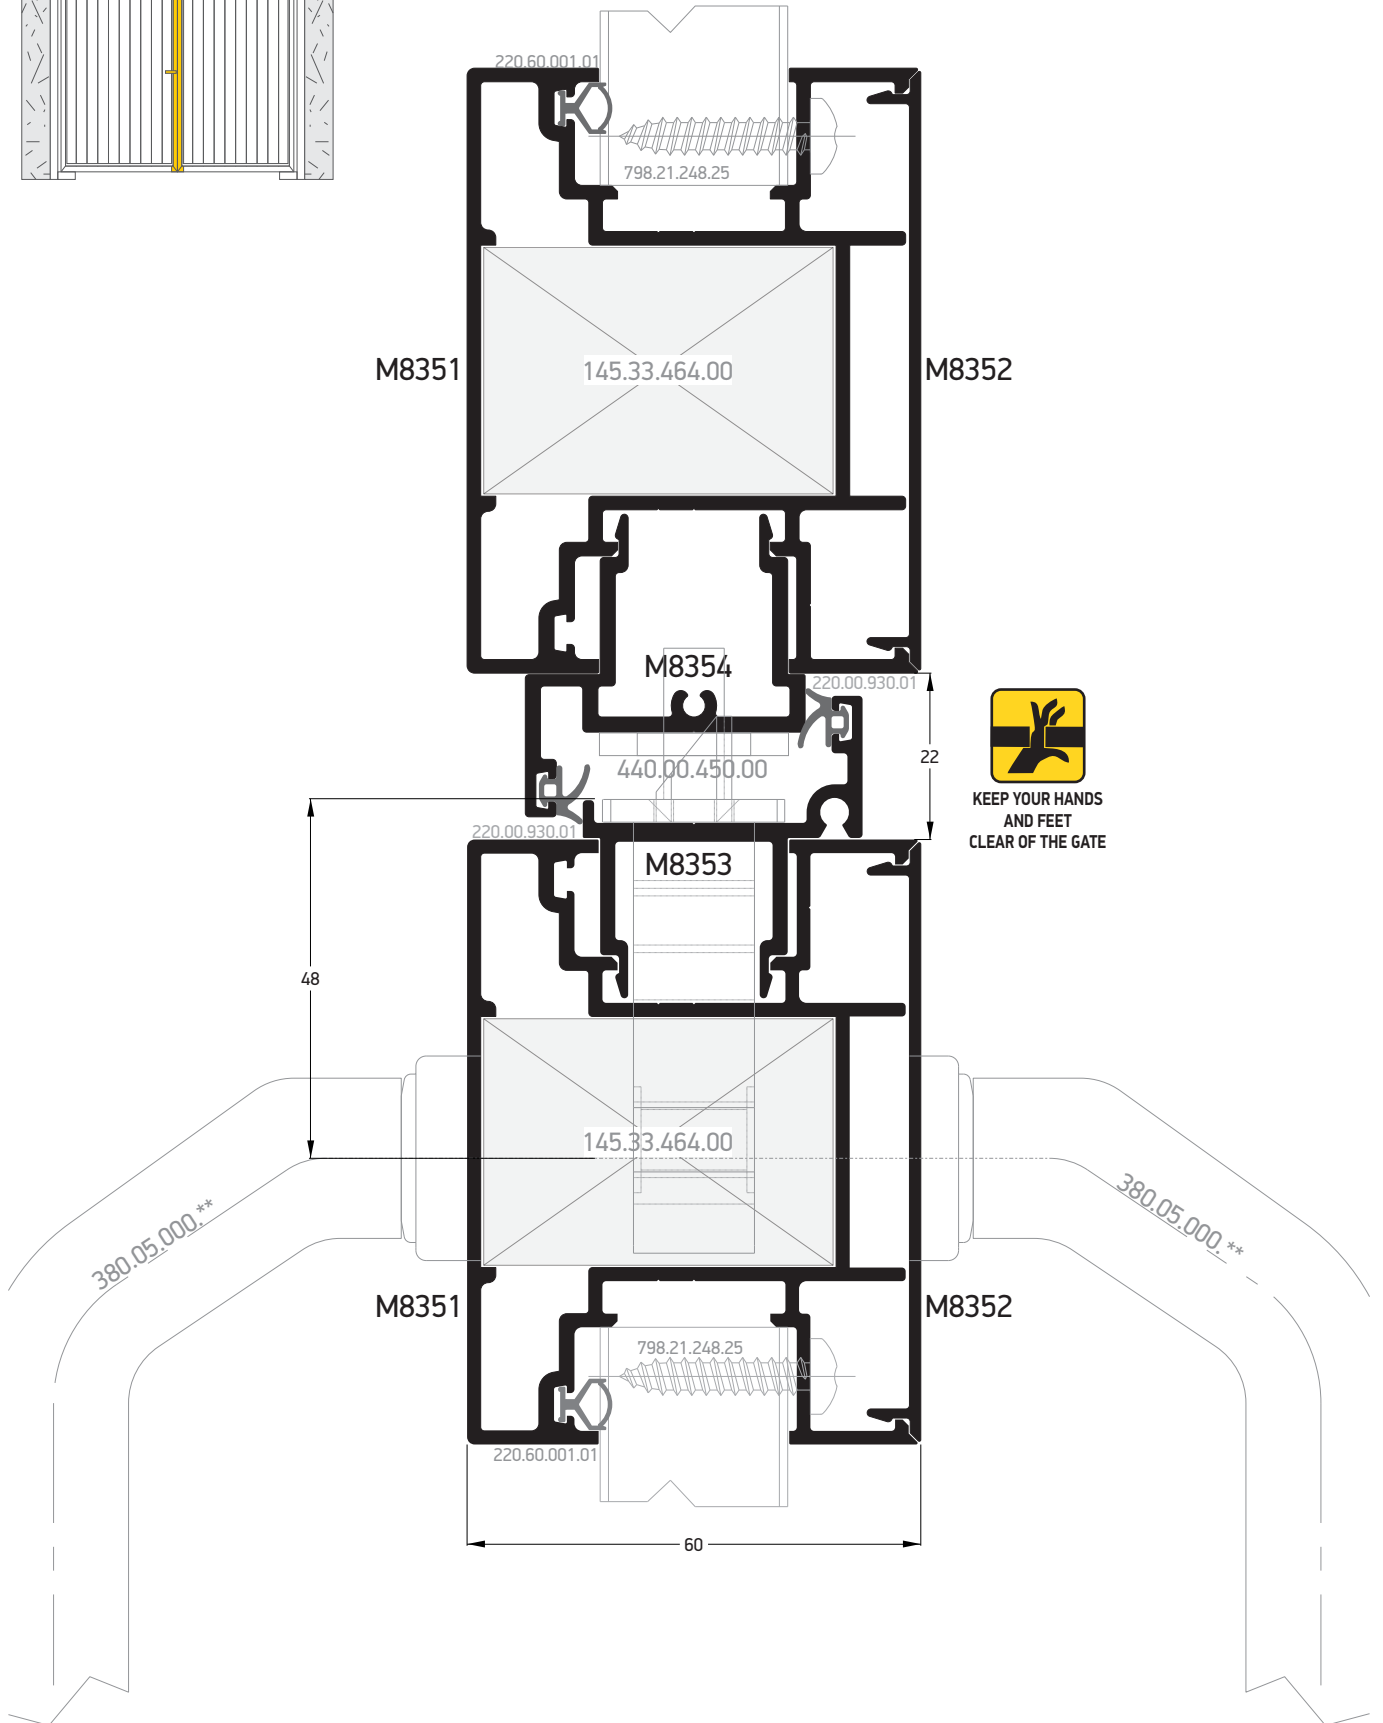 220.60.001.01
798.21.248.25
M8351
145.33.464.00
M8352
M8354
220.00.930.01
22
440.00.450.00
KEEP YOUR HANDS
AND FEET
CLEAR OF THE GATE
220.00.930.01
M8353
48
145.33.464.00
380.05.000.**
380.05.000. **
M8351
M8352
798.21.248.25
220.60.001.01
60